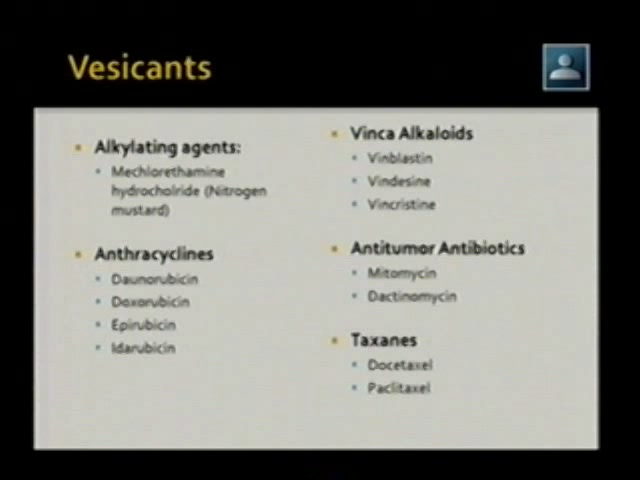 Vesicants
Alkylating agents:
Mechlorethamine
hydrocholride (Nitrogen
mustard)
Anthracyclines
Daunorubicin
Doxorubicin
Epirubicin
Idarubicin
Vinca Alkaloids
Vinblastin
Vindesine
Vincristine
Antitumor Antibiotics
Mitomycin
Dactinomycin
Taxanes
Docetaxel
Paclitaxel